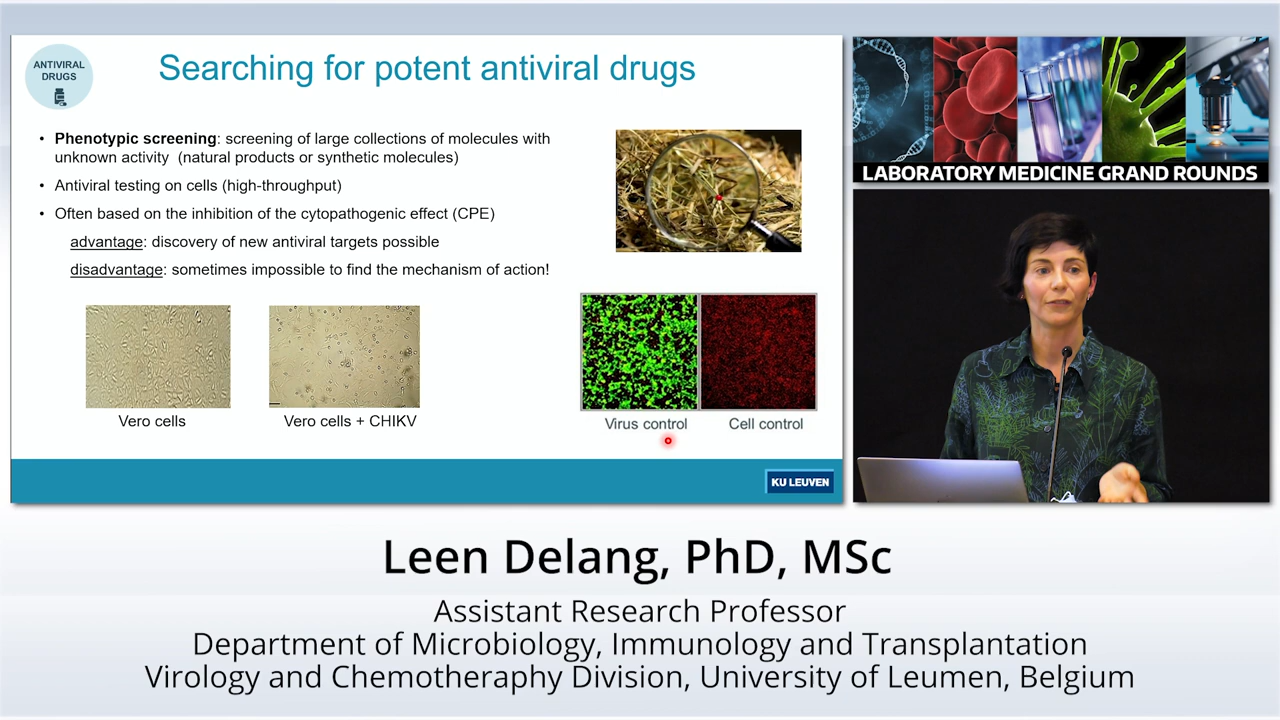 ANTIVIRAL
DRUGS
Searching for potent antiviral drugs
• Phenotypic screening: screening of large collections of molecules with
unknown activity (natural products or synthetic molecules)
• Antiviral testing on cells (high-throughput)
• Often based on the inhibition of the cytopathogenic effect (CPE)
advantage: discovery of new antiviral targets possible
disadvantage: sometimes impossible to find the mechanism of action!
Vero cells
Vero cells + CHIKV
Virus control
Cell control
KU LEUVEN
LABORATORY MEDICINE GRAND ROUNDS
Leen Delang, PhD, MSc
Assistant Research Professor
Department of Microbiology, Immunology and Transplantation
Virology and Chemotheraphy Division, University of Leumen, Belgium